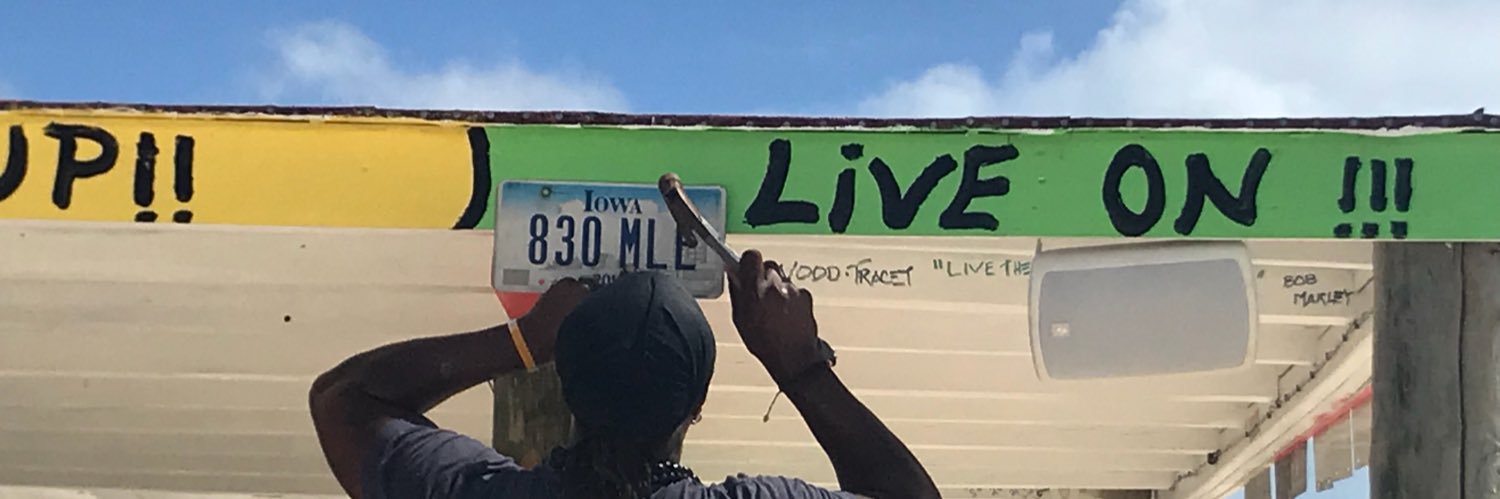 UP!!
LiVE ON !!!
IOWA
830 MLE
WOOD·TRACEY "LIVE THE
BOB
MARLEY